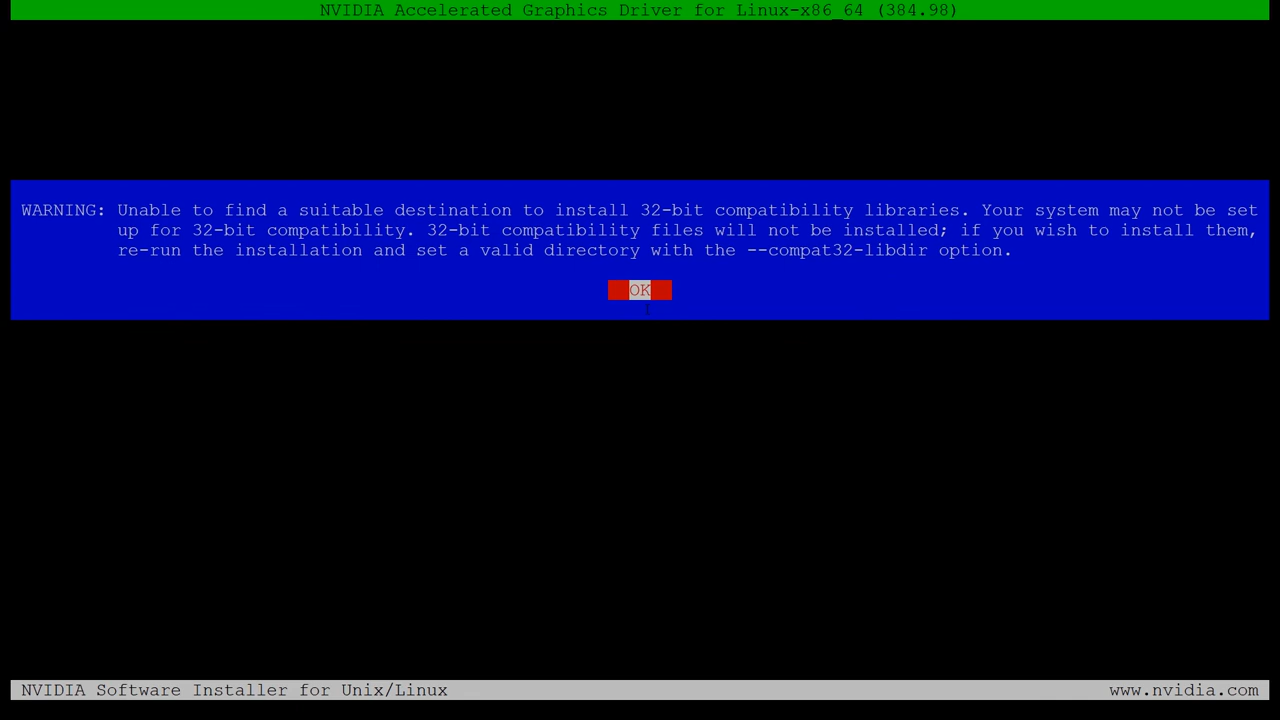 NVIDIA Accelerated Graphics Driver for Linux-x86_64 (384.98)
WARNING: Unable to find a suitable destination to install 32-bit compatibility libraries. Your system may not be set
up for 32-bit compatibility. 32-bit compatibility files will not be installed; if you wish to install them,
re-run the installation and set a valid directory with the --compat32-libdir option.
OK
NVIDIA Software Installer for Unix/Linux www.nvidia.com